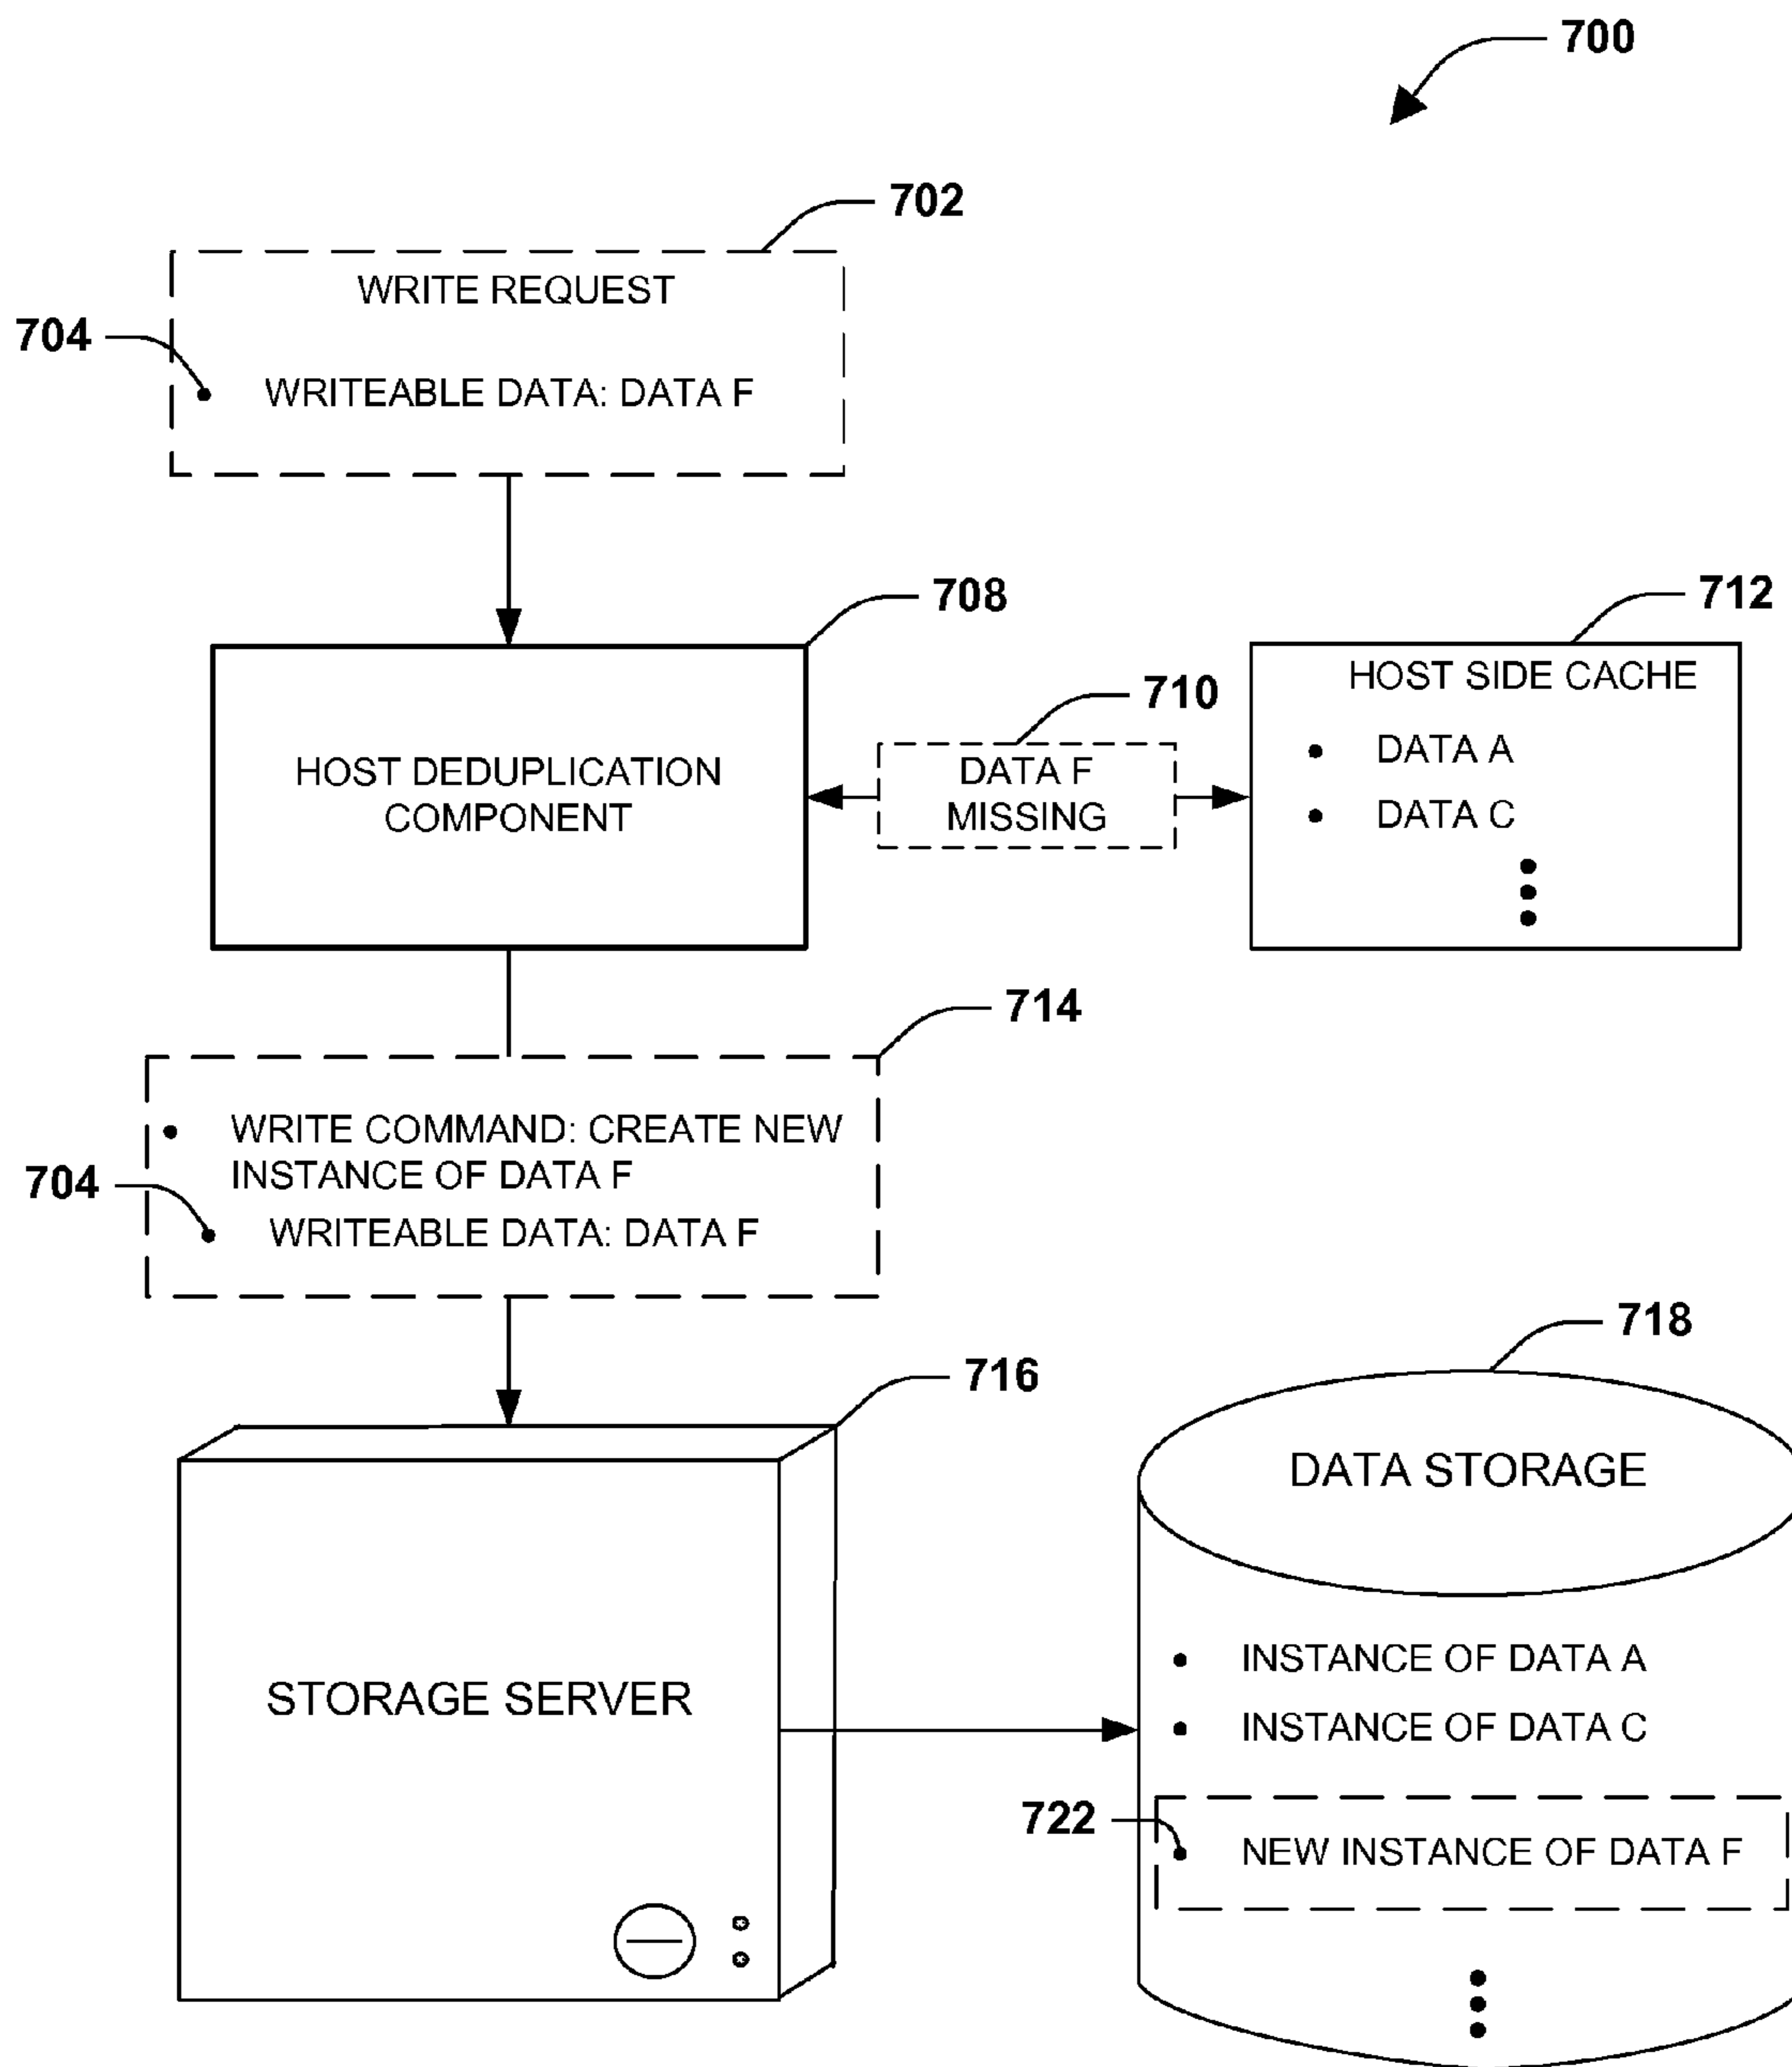 700
702
WRITE REQUEST
704
• WRITEABLE DATA: DATA F
708
712
HOST SIDE CACHE
710
• DATA A
HOST DEDUPLICATION
COMPONENT
DATA F
MISSING
• DATA C
714
• WRITE COMMAND: CREATE NEW
INSTANCE OF DATA F
704
• WRITEABLE DATA: DATA F
718
716
DATA STORAGE
• INSTANCE OF DATA A
STORAGE SERVER
• INSTANCE OF DATA C
722
• NEW INSTANCE OF DATA F